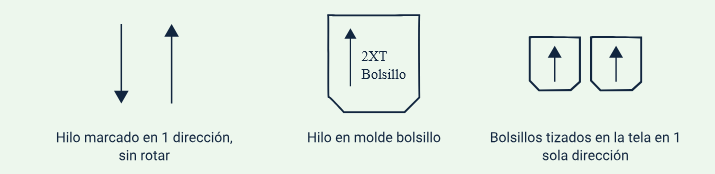 2XT
Bolsillo
Hilo marcado en 1 dirección,
sin rotar
Hilo en molde bolsillo
Bolsillos tizados en la tela en 1
sola dirección